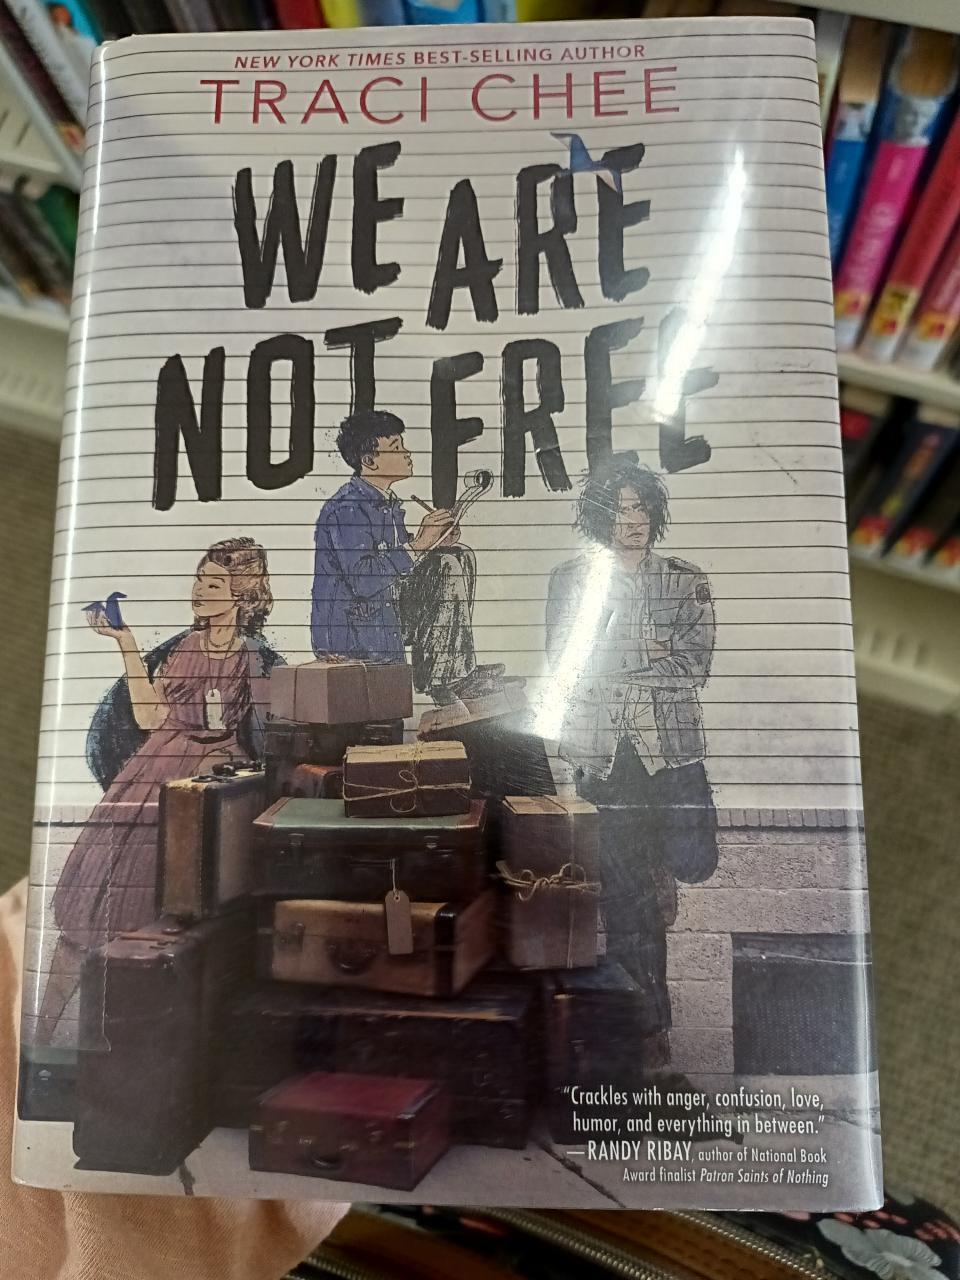 NEW YORK TIMES BEST-SELLING AUTHOR
TRACI CHEE
WE ARE
NOT FREE
"Crackles with anger, confusion, love,
humor, and everything in between."
—RANDY RIBAY, author of National Book
Award finalist Patron Saints of Nothing